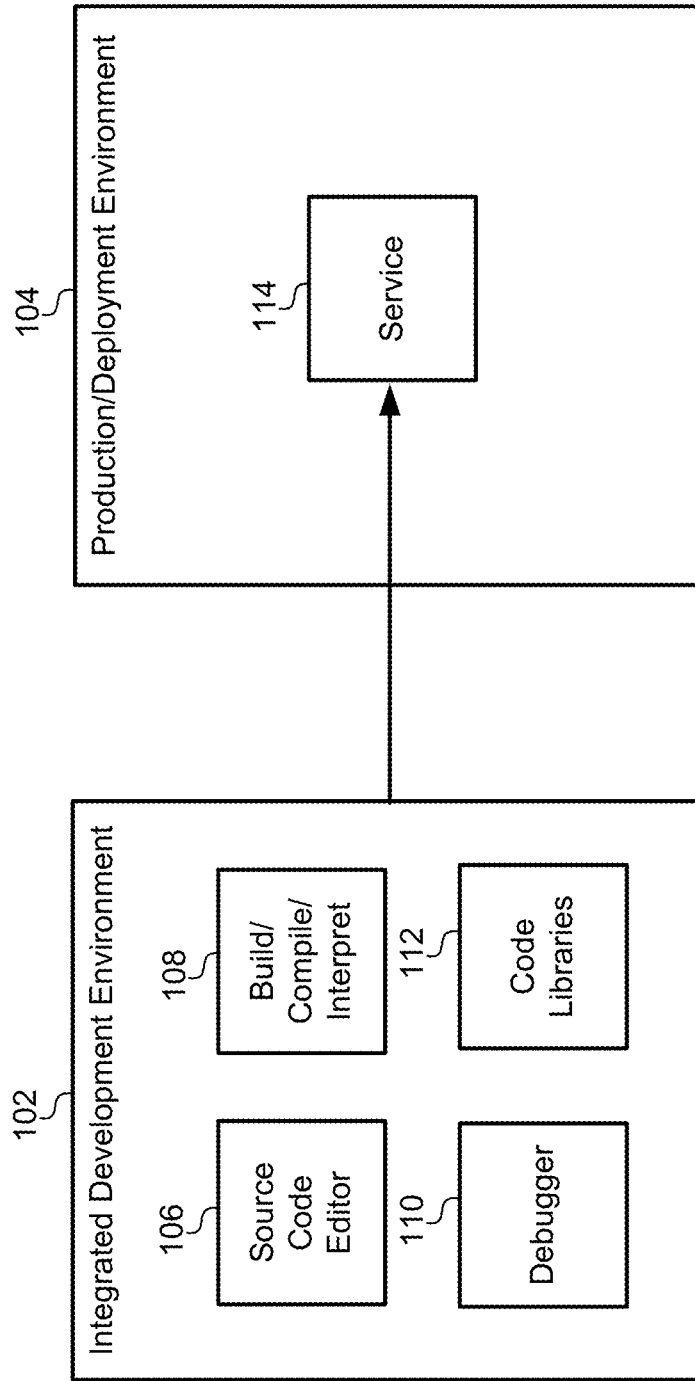 102
Integrated Development Environment
106
Source
Code
Editor
108
Build/
Compile/
Interpret
110
Debugger
112
Code
Libraries
104
Production/Deployment Environment
114
Service